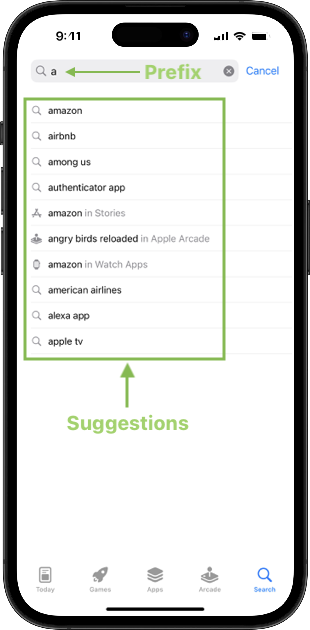 9:41
a
Prefix
Cancel
amazon
airbnb
among us
authenticator app
amazon in Stories
angry birds reloaded in Apple Arcade
amazon in Watch Apps
american airlines
alexa app
apple tv
Suggestions
Today
Games
Apps
Arcade
Search